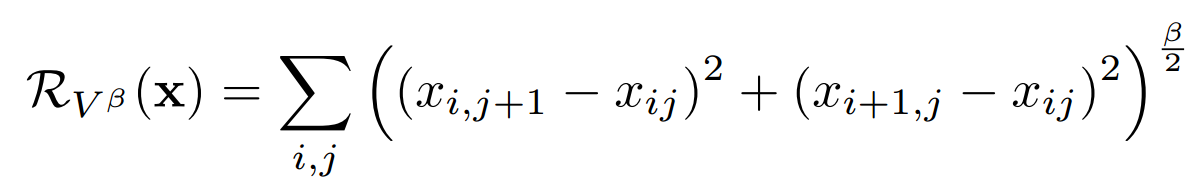 $\mathcal{R}_{V^\beta}(\mathbf{x}) = \sum_{i,j} \left( (x_{i,j+1} - x_{ij})^2 + (x_{i+1,j} - x_{ij})^2 \right)^{\frac{\beta}{2}}$